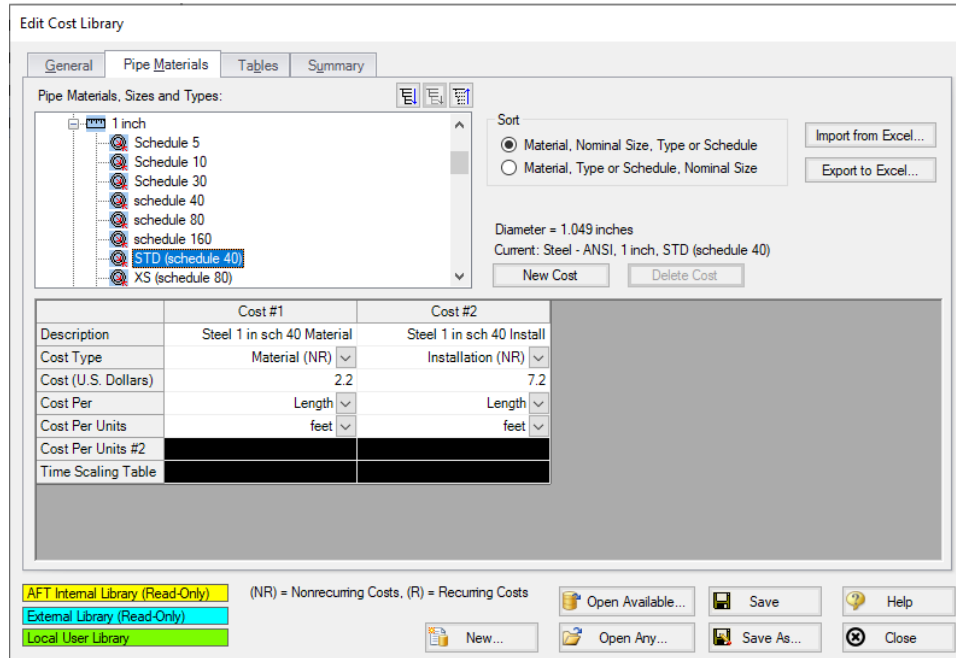 Edit Cost Library
General Pipe Materials Tables Summary
Pipe Materials, Sizes and Types:
1 inch
Schedule 5
Schedule 10
Schedule 30
schedule 40
schedule 80
schedule 160
STD (schedule 40)
XS (schedule 80)
Sort
Material, Nominal Size, Type or Schedule
Material, Type or Schedule, Nominal Size
Import from Excel...
Export to Excel...
Diameter = 1.049 inches
Current: Steel - ANSI, 1 inch, STD (schedule 40)
New Cost Delete Cost
Cost #1 Cost #2
Description Steel 1 in sch 40 Material Steel 1 in sch 40 Install
Cost Type Material (NR) Installation (NR)
Cost (U.S. Dollars) 2.2 7.2
Cost Per Length Length
Cost Per Units feet feet
Cost Per Units #2
Time Scaling Table
AFT Internal Library (Read-Only)
External Library (Read-Only)
Local User Library
(NR) = Nonrecurring Costs, (R) = Recurring Costs
Open Available... Save Help
New... Open Any... Save As... Close